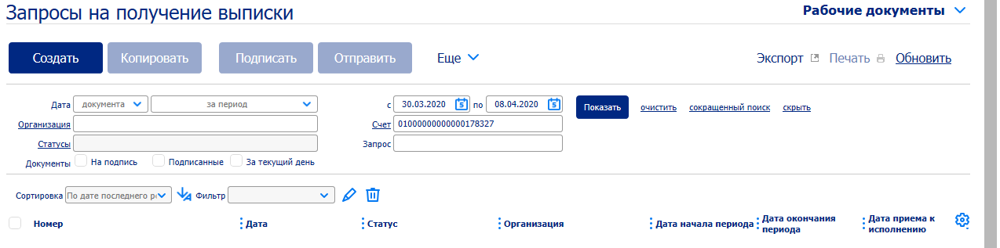 Запросы на получение выписки
Рабочие документы
Создать Копировать Подписать Отправить Еще Экспорт Печать Обновить
Дата документа за период с 30.03.2020 по 08.04.2020 Показать очистить сокращенный поиск скрыть
Организация Счет 01000000000000178327
Статусы Запрос
Документы На подпись Подписанные За текущий день
Сортировка По дате последнего Фильтр
Номер Дата Статус Организация Дата начала периода Дата окончания периода Дата приема к исполнению